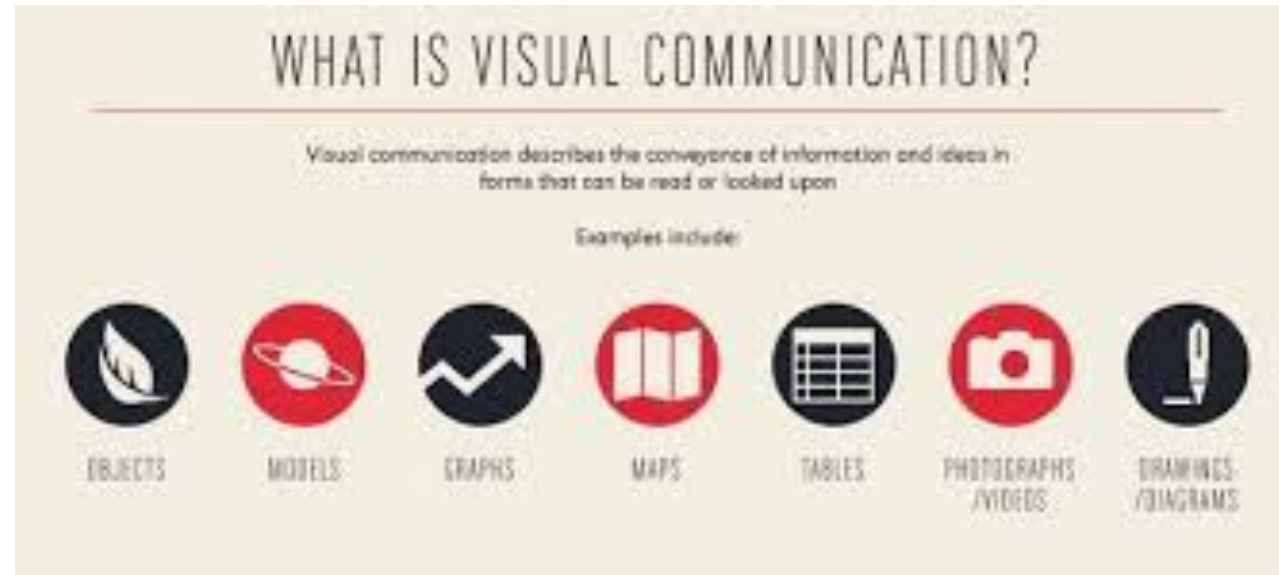 WHAT IS VISUAL COMMUNICATION?
Visual communication describes the conveyance of information and ideas in
forms that can be read or looked upon
Examples include:
OBJECTS
MODELS
GRAPHS
MAPS
TABLES
PHOTOGRAPHS
/VIDEOS
DRAWINGS
/DIAGRAMS